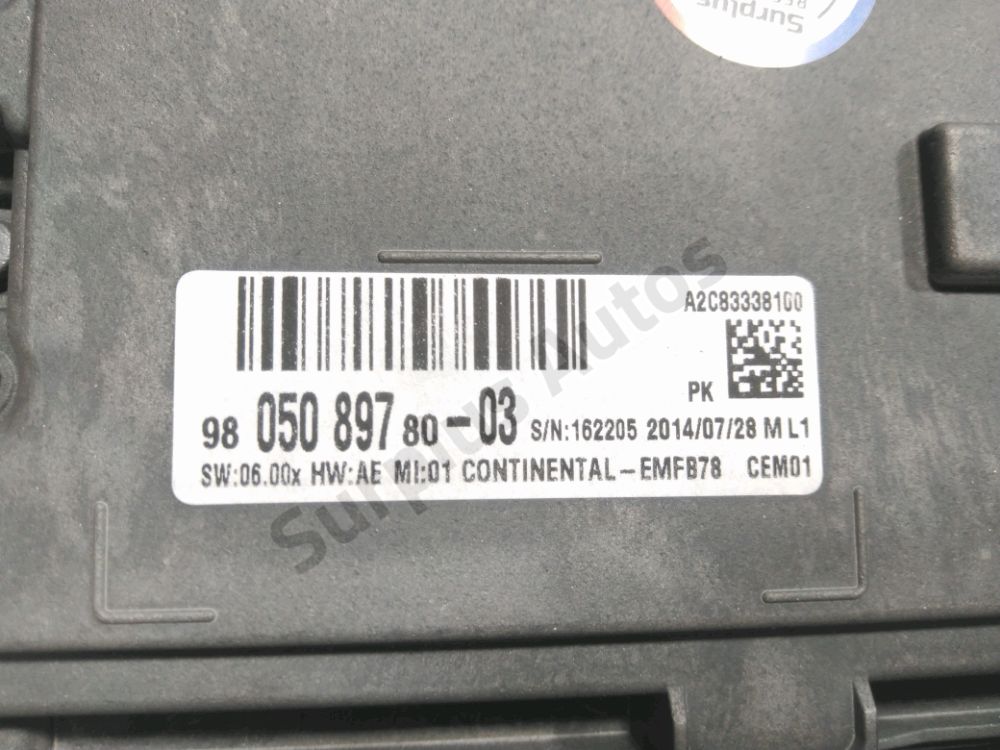 Surplus
A2C83338100
PK
98 050 897 80-03 S/N:162205 2014/07/28 M L1
SW:06.00x HW:AE MI:01 CONTINENTAL-EMFB78 CEM01
Surplus Autos